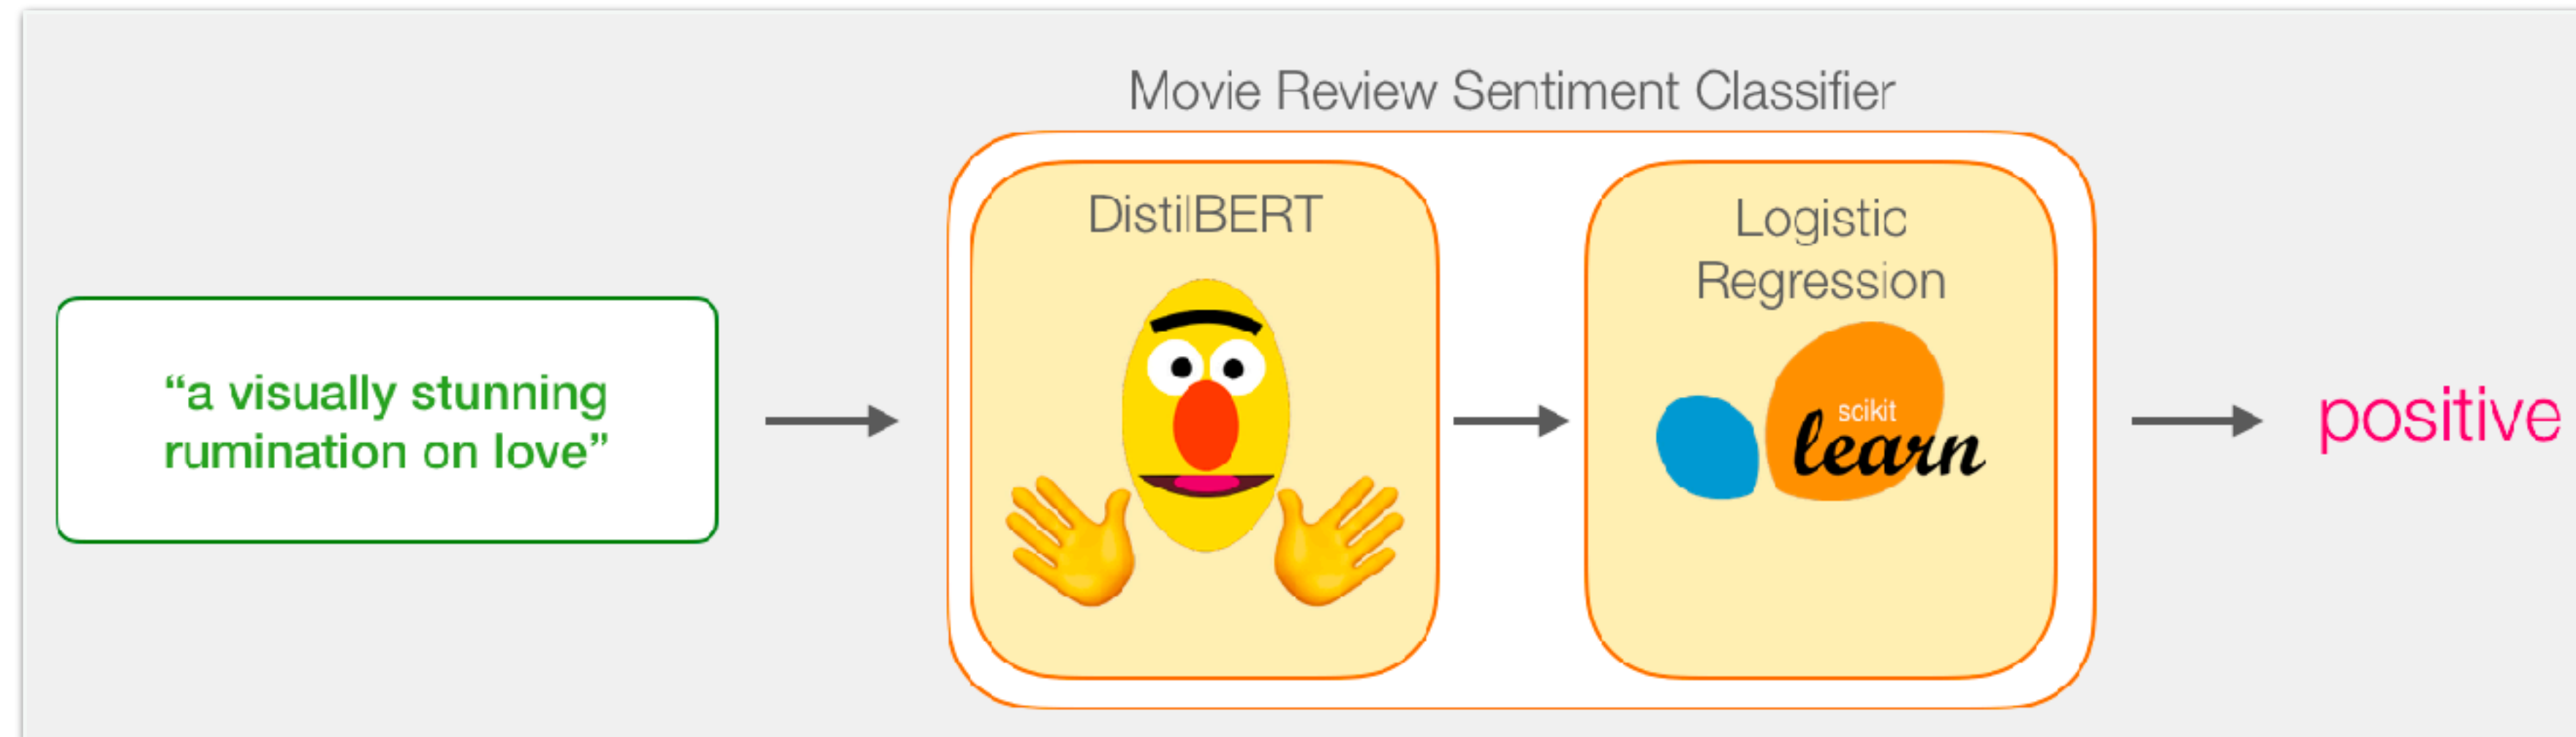 Movie Review Sentiment Classifier
“a visually stunning
rumination on love”
DistilBERT
Logistic
Regression
scikit
learn
positive